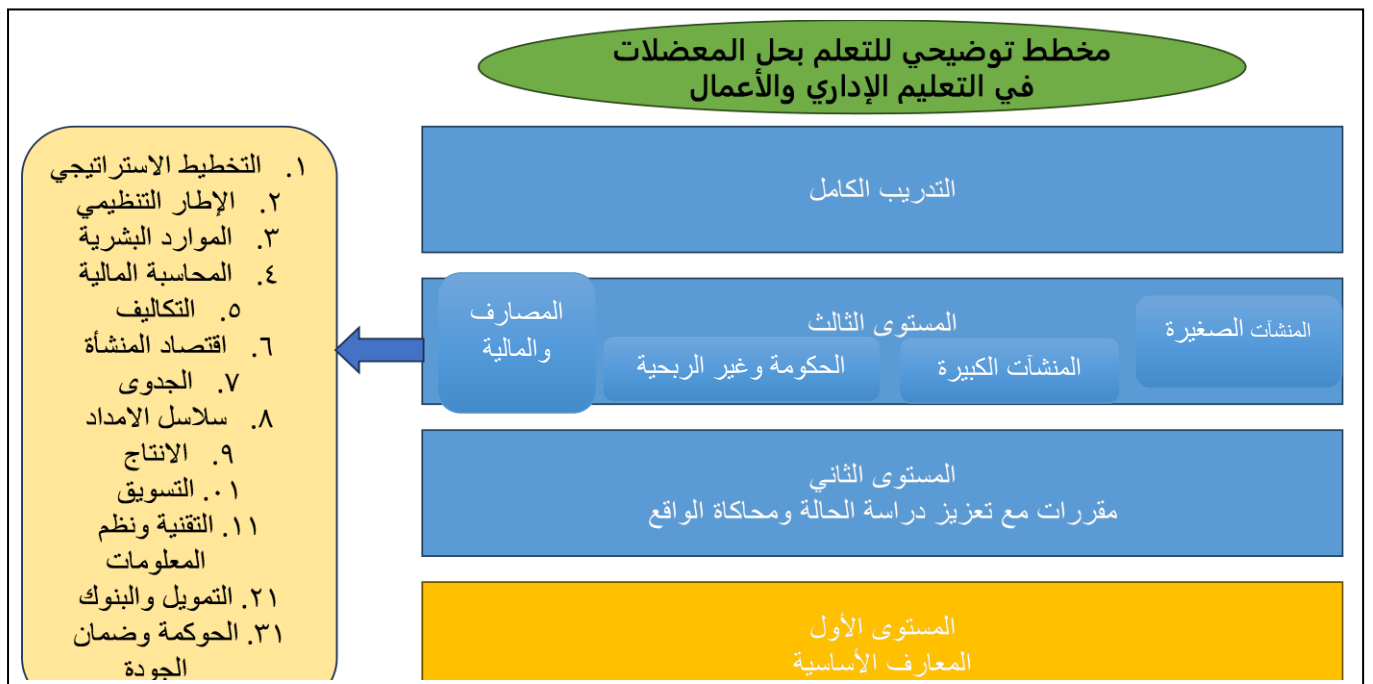 مخطط توضيحي للتعلم بحل المعضلات
في التعليم الإداري والأعمال
التدريب الكامل
المستوى الثالث
المنشآت الصغيرة
المنشآت الكبيرة
الحكومة وغير الربحية
المصارف
والمالية
المستوى الثاني
مقررات مع تعزيز دراسة الحالة ومحاكاة الواقع
المستوى الأول
المعارف الأساسية
١. التخطيط الاستراتيجي
٢. الإطار التنظيمي
٣. الموارد البشرية
٤. المحاسبة المالية
٥. التكاليف
٦. اقتصاد المنشأة
٧. الجدوى
٨. سلاسل الامداد
٩. الانتاج
٠١. التسويق
١١. التقنية ونظم
المعلومات
٢١. التمويل والبنوك
٣١. الحوكمة وضمان
الجودة